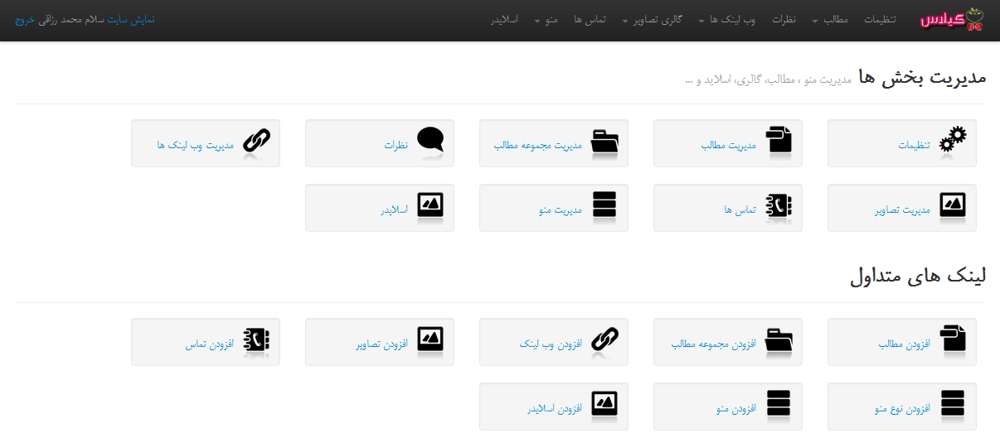 گیلاس تنظیمات مطالب نظرات وب لینک ها گالری تصاویر تماس ها منو اسلایدر نمایش سایت سلام محمد رزاقی خروج
مدیریت بخش ها مدیریت منو ، مطالب، گالری، اسلاید و ...
تنظیمات مدیریت مطالب مدیریت مجموعه مطالب نظرات مدیریت وب لینک ها
مدیریت تصاویر تماس ها مدیریت منو اسلایدر
لینک های متداول
افزودن مطالب افزودن مجموعه مطالب افزودن وب لینک افزودن تصاویر افزودن تماس
افزودن نوع منو افزودن منو افزودن اسلایدر